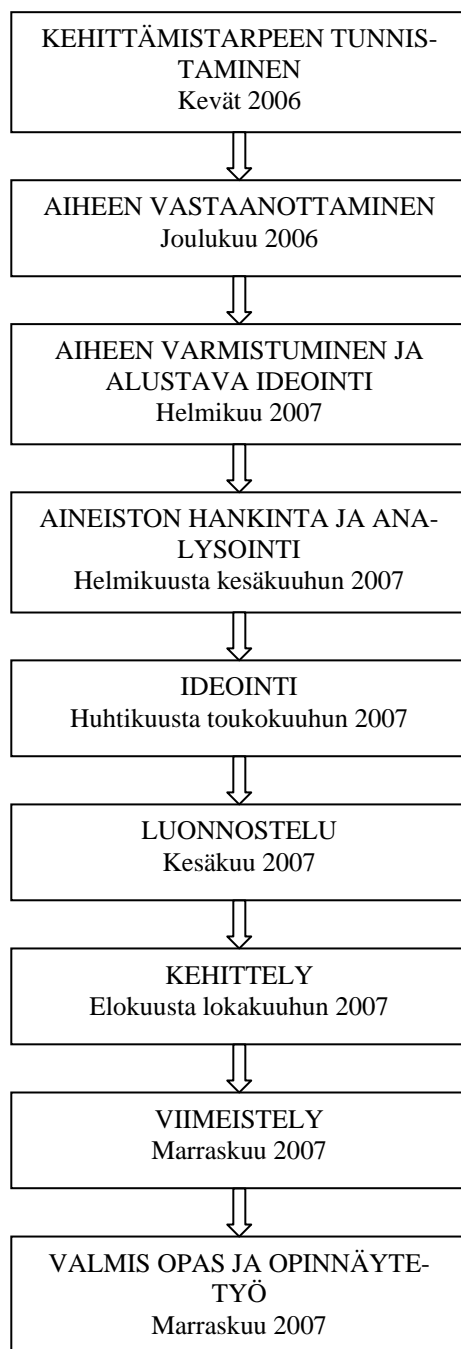 KEHITTÄMISTARPEEN TUNNIS-
TAMINEN
Kevät 2006
AIHEEN VASTAANOTTAMINEN
Joulukuu 2006
AIHEEN VARMISTUMINEN JA
ALUSTAVA IDEOINTI
Helmikuu 2007
AINEISTON HANKINTA JA ANA-
LYSOINTI
Helmikuusta kesäkuuhun 2007
IDEOINTI
Huhtikuusta toukokuuhun 2007
LUONNOSTELU
Kesäkuu 2007
KEHITTELY
Elokuusta lokakuuhun 2007
VIIMEISTELY
Marraskuu 2007
VALMIS OPAS JA OPINNÄYTE-
TYÖ
Marraskuu 2007